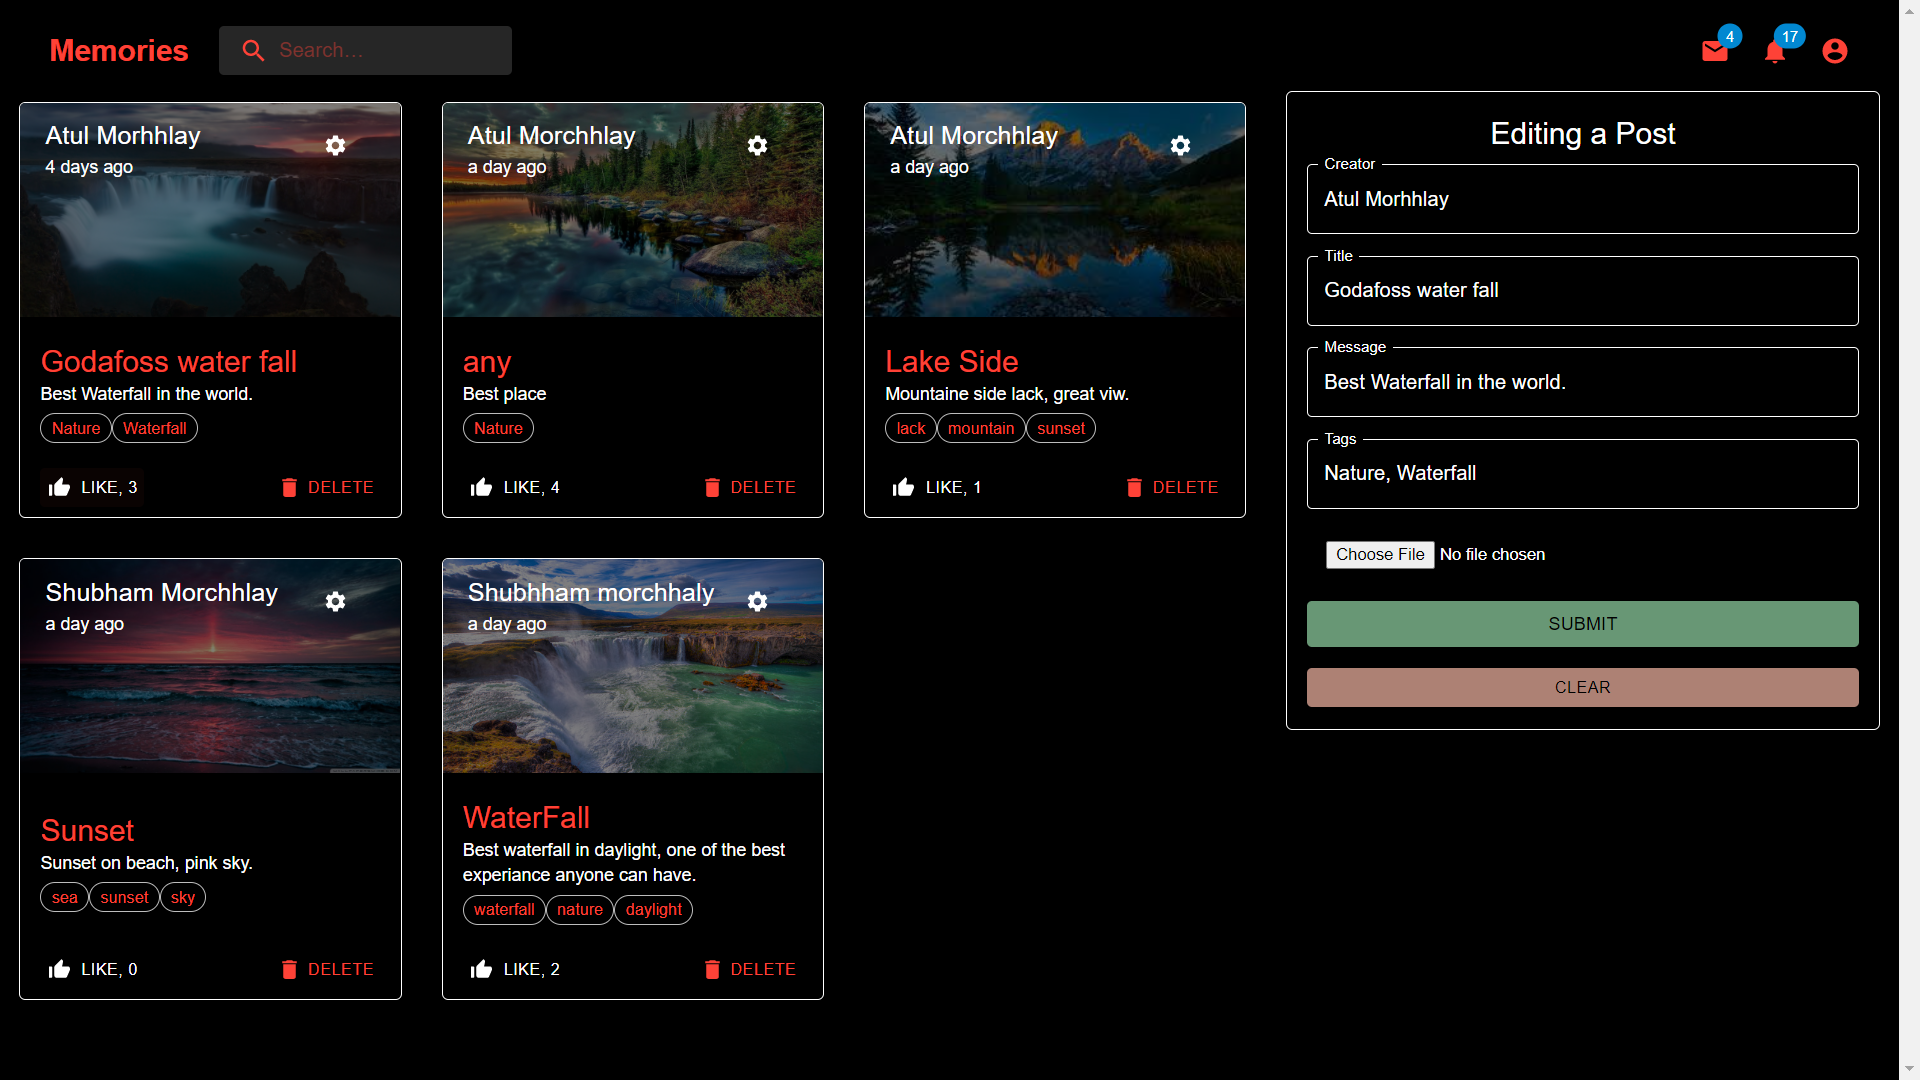 Memories
Search...
4
17
Atul Morhhlay
4 days ago
Godafoss water fall
Best Waterfall in the world.
Nature Waterfall
LIKE, 3 DELETE
Atul Morchhlay
a day ago
any
Best place
Nature
LIKE, 4 DELETE
Atul Morchhlay
a day ago
Lake Side
Mountaine side lack, great viw.
lack mountain sunset
LIKE, 1 DELETE
Shubham Morchhlay
a day ago
Sunset
Sunset on beach, pink sky.
sea sunset sky
LIKE, 0 DELETE
Shubhham morchhaly
a day ago
WaterFall
Best waterfall in daylight, one of the best
experiance anyone can have.
waterfall nature daylight
LIKE, 2 DELETE
Editing a Post
Creator
Atul Morhhlay
Title
Godafoss water fall
Message
Best Waterfall in the world.
Tags
Nature, Waterfall
Choose File No file chosen
SUBMIT
CLEAR